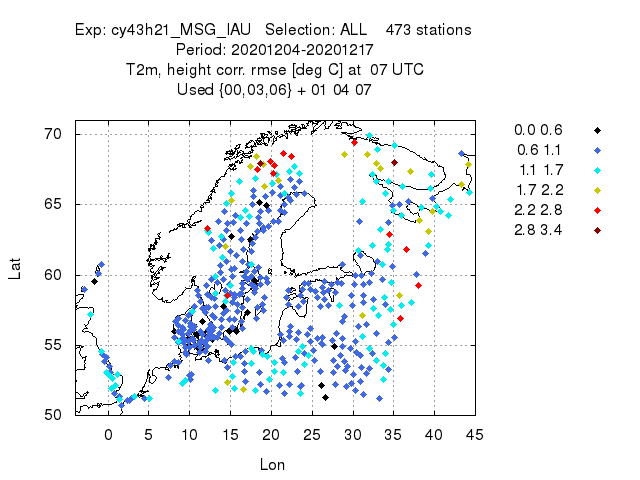 Exp: cy43h21_MSG_IAU Selection: ALL 473 stations
Period: 20201204-20201217
T2m, height corr. rmse [deg C] at 07 UTC
Used {00,03,06} + 01 04 07
0.0 0.6
0.6 1.1
1.1 1.7
1.7 2.2
2.2 2.8
2.8 3.4
70
65
60
55
50
Lat
0 5 10 15 20 25 30 35 40 45
Lon